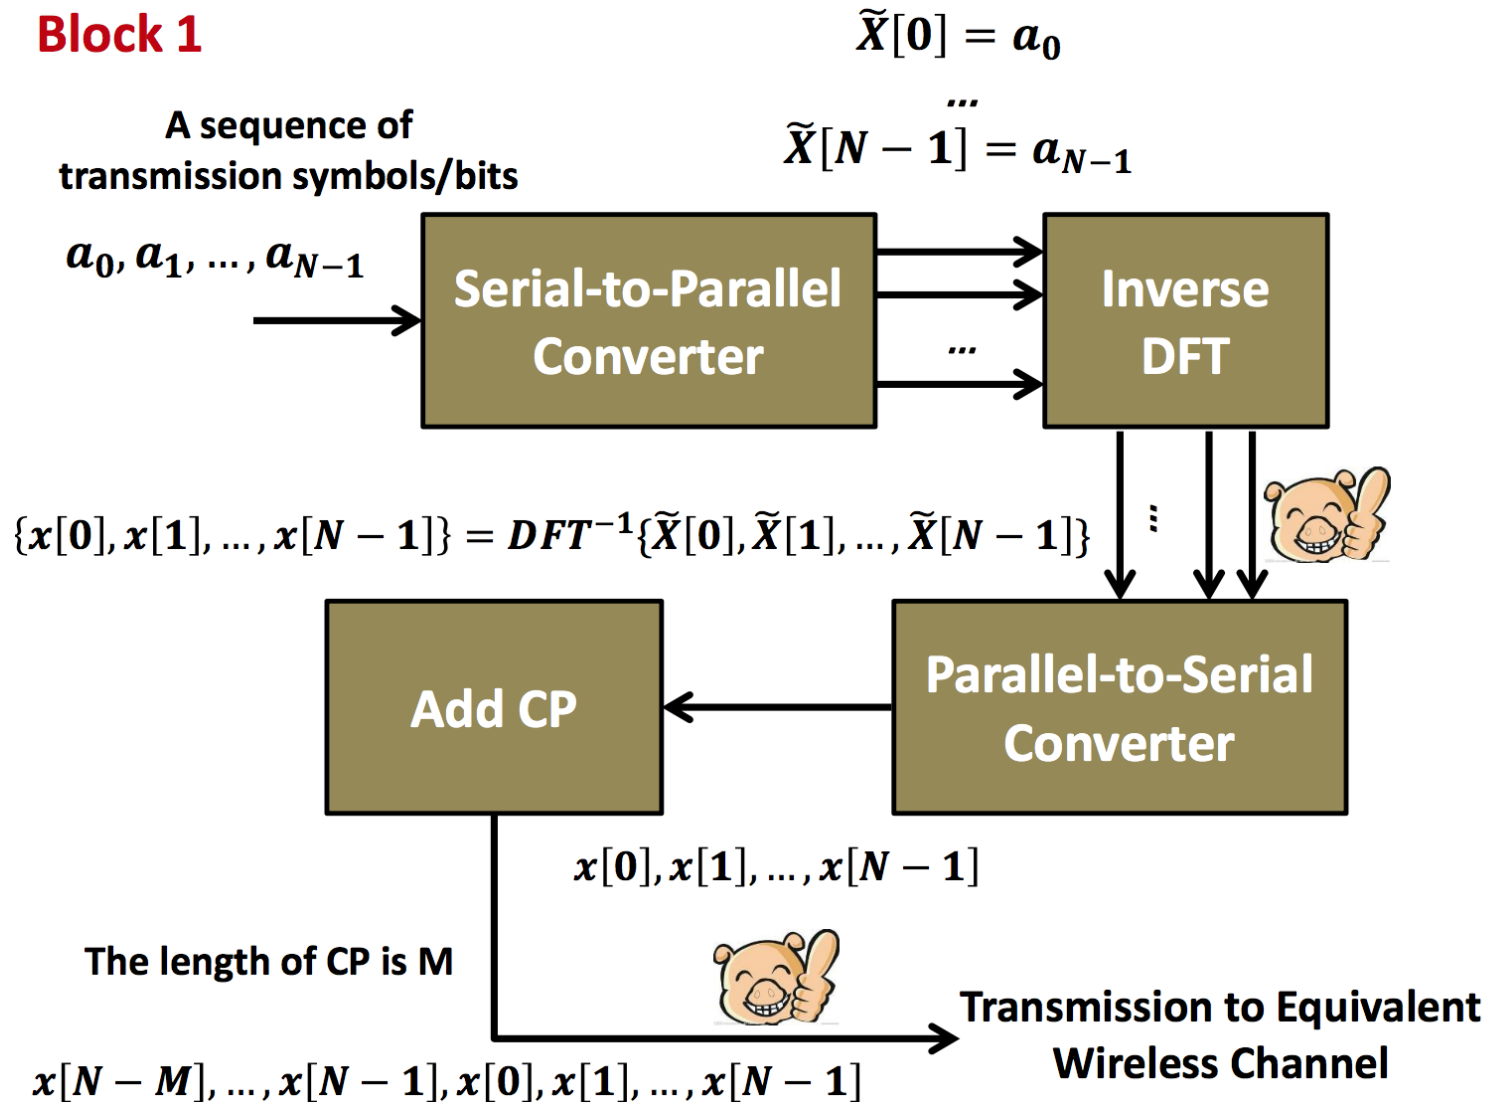 Block 1
X̃[0] = a₀
...
X̃[N − 1] = a_{N−1}
A sequence of
transmission symbols/bits
a₀, a₁, ..., a_{N−1}
Serial-to-Parallel
Converter
...
Inverse
DFT
{x[0], x[1], ..., x[N − 1]} = DFT⁻¹{X̃[0], X̃[1], ..., X̃[N − 1]}
...
Add CP
Parallel-to-Serial
Converter
x[0], x[1], ..., x[N − 1]
The length of CP is M
Transmission to Equivalent
Wireless Channel
x[N − M], ..., x[N − 1], x[0], x[1], ..., x[N − 1]